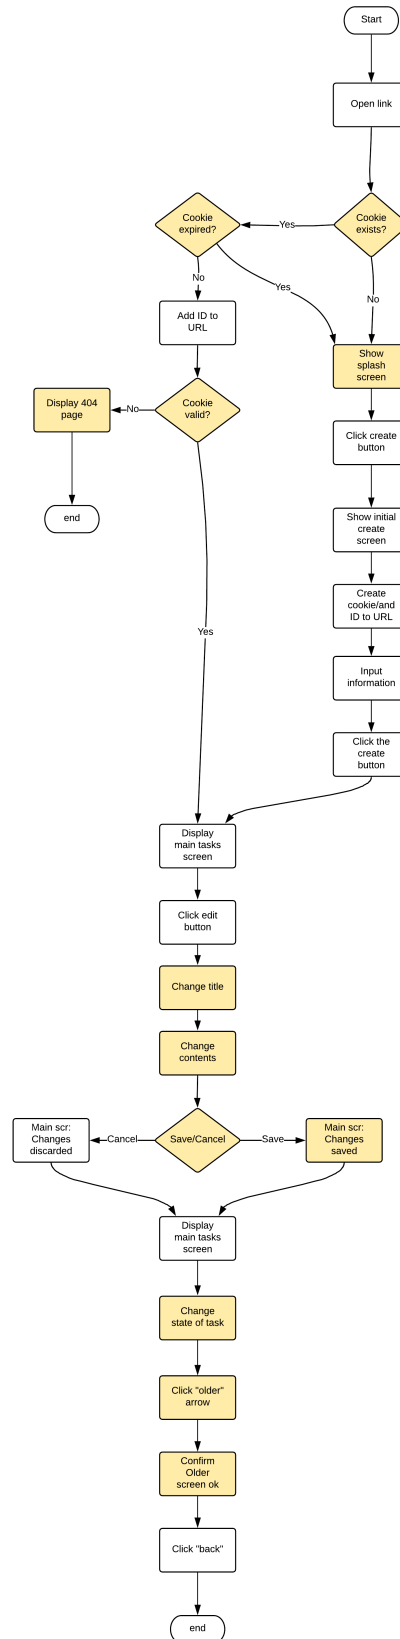 Start
Open link
Cookie
exists?
Yes
Cookie
expired?
No
Yes
No
Add ID to
URL
Show
splash
screen
Cookie
valid?
No
Display 404
page
Click create
button
end
Show initial
create
screen
Create
cookie/and
ID to URL
Yes
Input
information
Click the
create
button
Display
main tasks
screen
Click edit
button
Change title
Change
contents
Save/Cancel
Cancel
Save
Main scr:
Changes
discarded
Main scr:
Changes
saved
Display
main tasks
screen
Change
state of task
Click "older"
arrow
Confirm
Older
screen ok
Click "back"
end